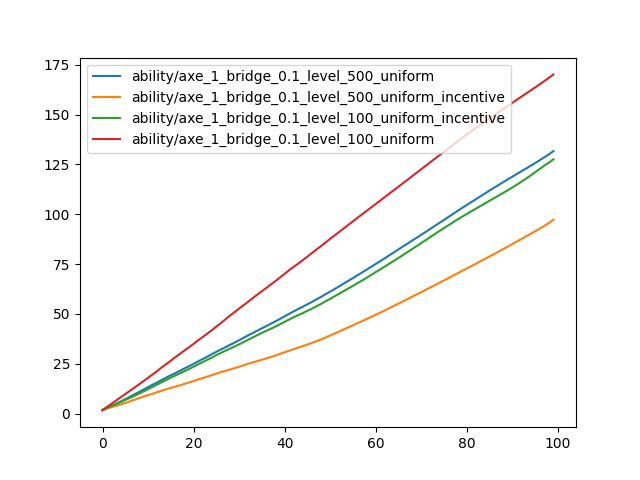 175
150
125
100
75
50
25
0
ability/axe_1_bridge_0.1_level_500_uniform
ability/axe_1_bridge_0.1_level_500_uniform_incentive
ability/axe_1_bridge_0.1_level_100_uniform_incentive
ability/axe_1_bridge_0.1_level_100_uniform
0 20 40 60 80 100